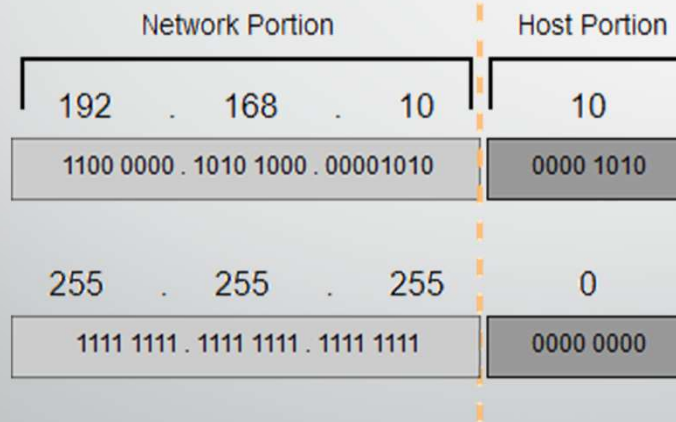 Network Portion Host Portion
192 . 168 . 10 10
1100 0000 . 1010 1000 . 00001010 0000 1010
255 . 255 . 255 0
1111 1111 . 1111 1111 . 1111 1111 0000 0000